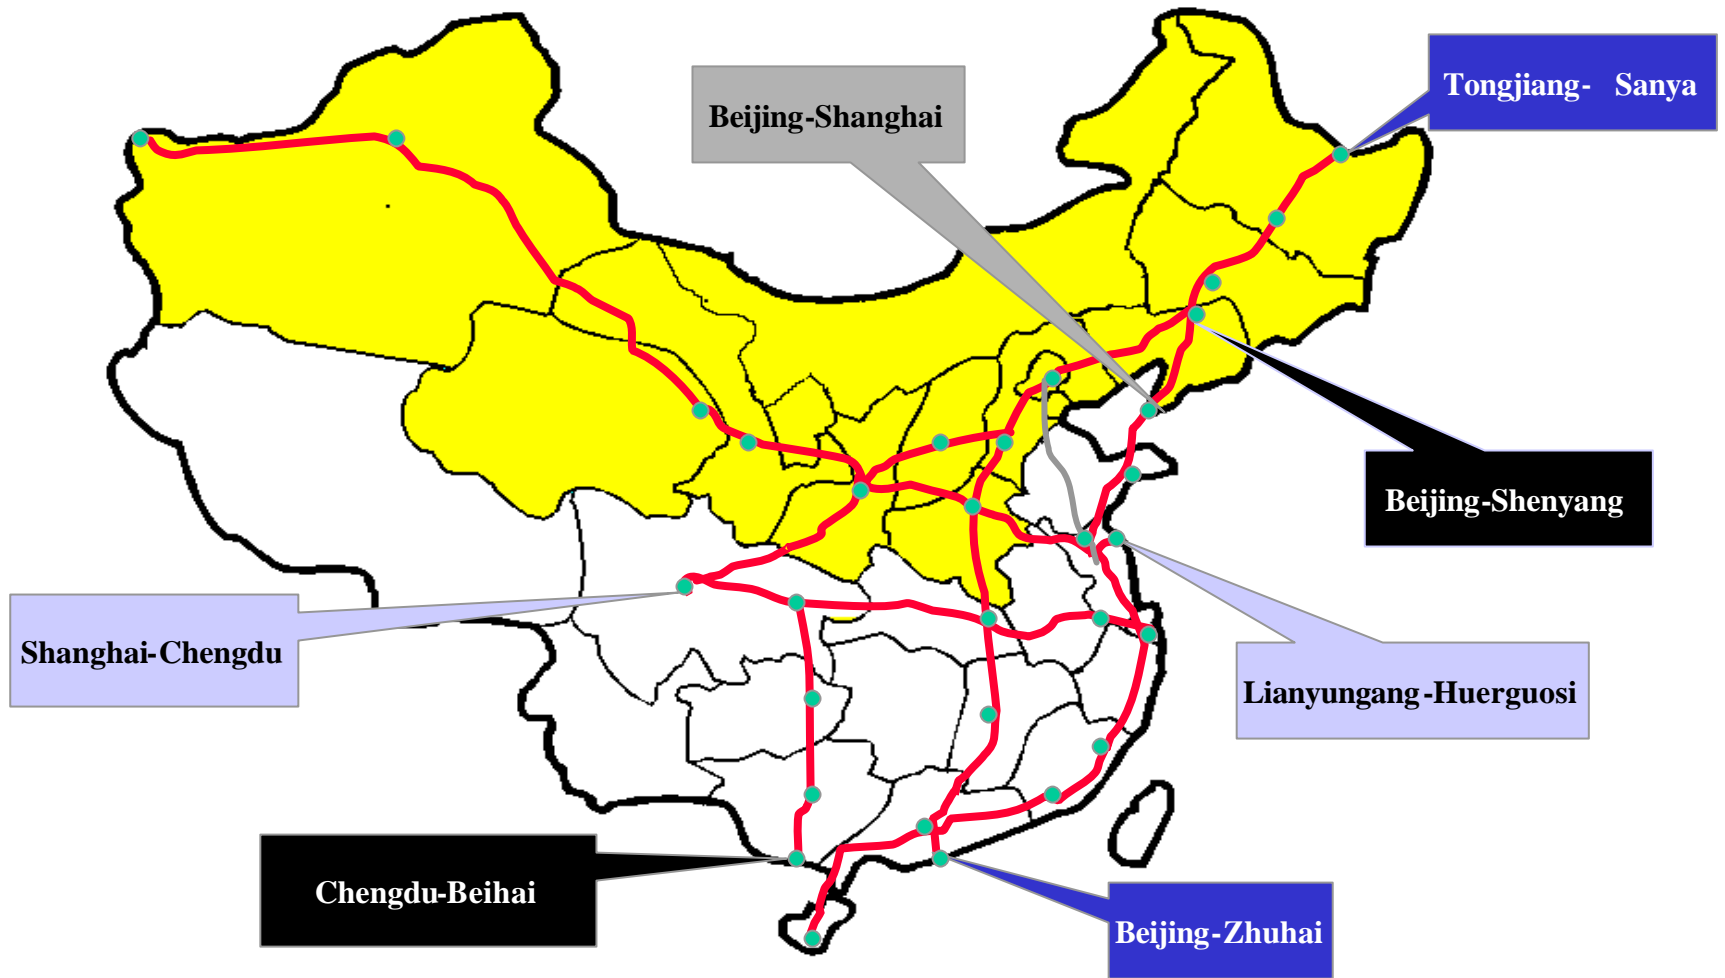 Tongjiang- Sanya
Beijing-Shanghai
Beijing-Shenyang
Shanghai-Chengdu
Lianyungang-Huerguosi
Chengdu-Beihai
Beijing-Zhuhai